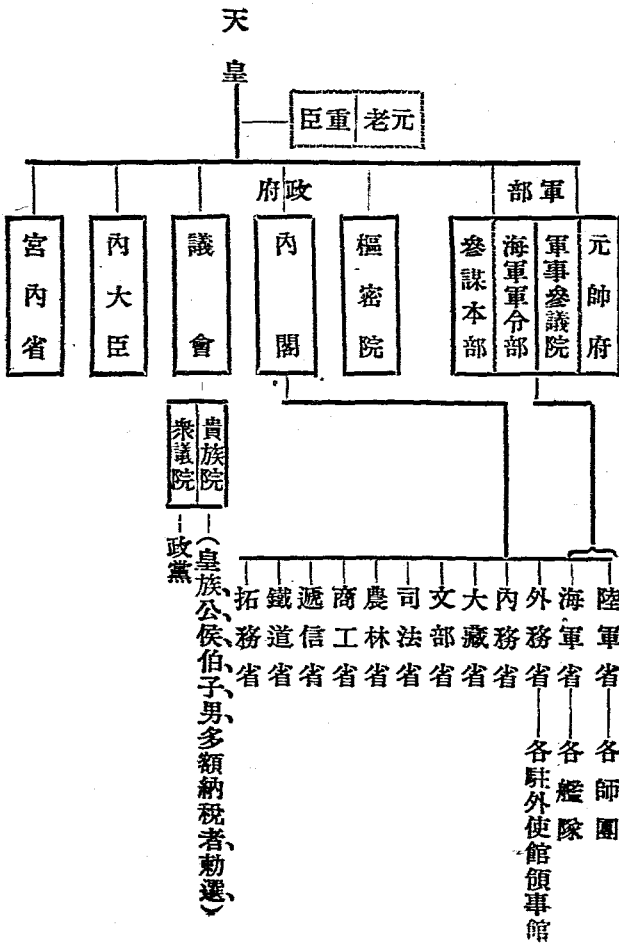 天皇
元老
重臣
軍部
政府
元帥府
軍事參議院
海軍軍令部
參謀本部
樞密院
內閣
議會
內大臣
宮內省
貴族院
衆議院
(皇族、公、侯、伯、子、男、多額納稅者、勅選、)
政黨
陸軍省
海軍省
外務省
內務省
大藏省
文部省
司法省
農林省
商工省
遞信省
鐵道省
拓務省
各師團
各艦隊
各駐外使館領事館